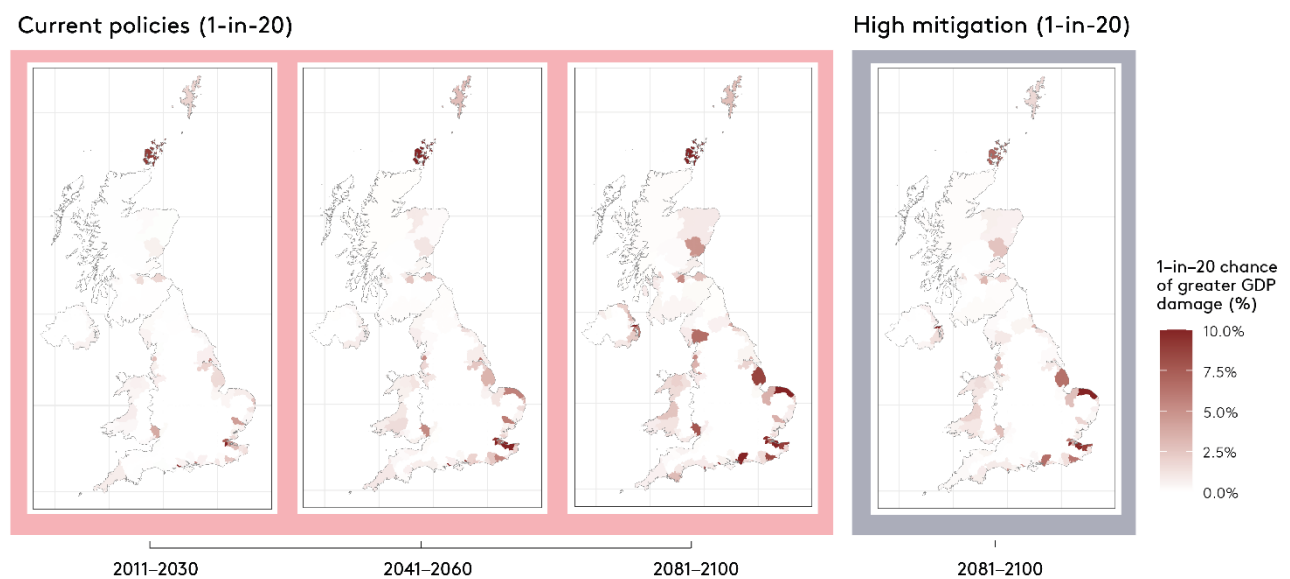 Current policies (1-in-20)
High mitigation (1-in-20)
1–in–20 chance
of greater GDP
damage (%)
10.0%
7.5%
5.0%
2.5%
0.0%
2011–2030
2041–2060
2081–2100
2081–2100